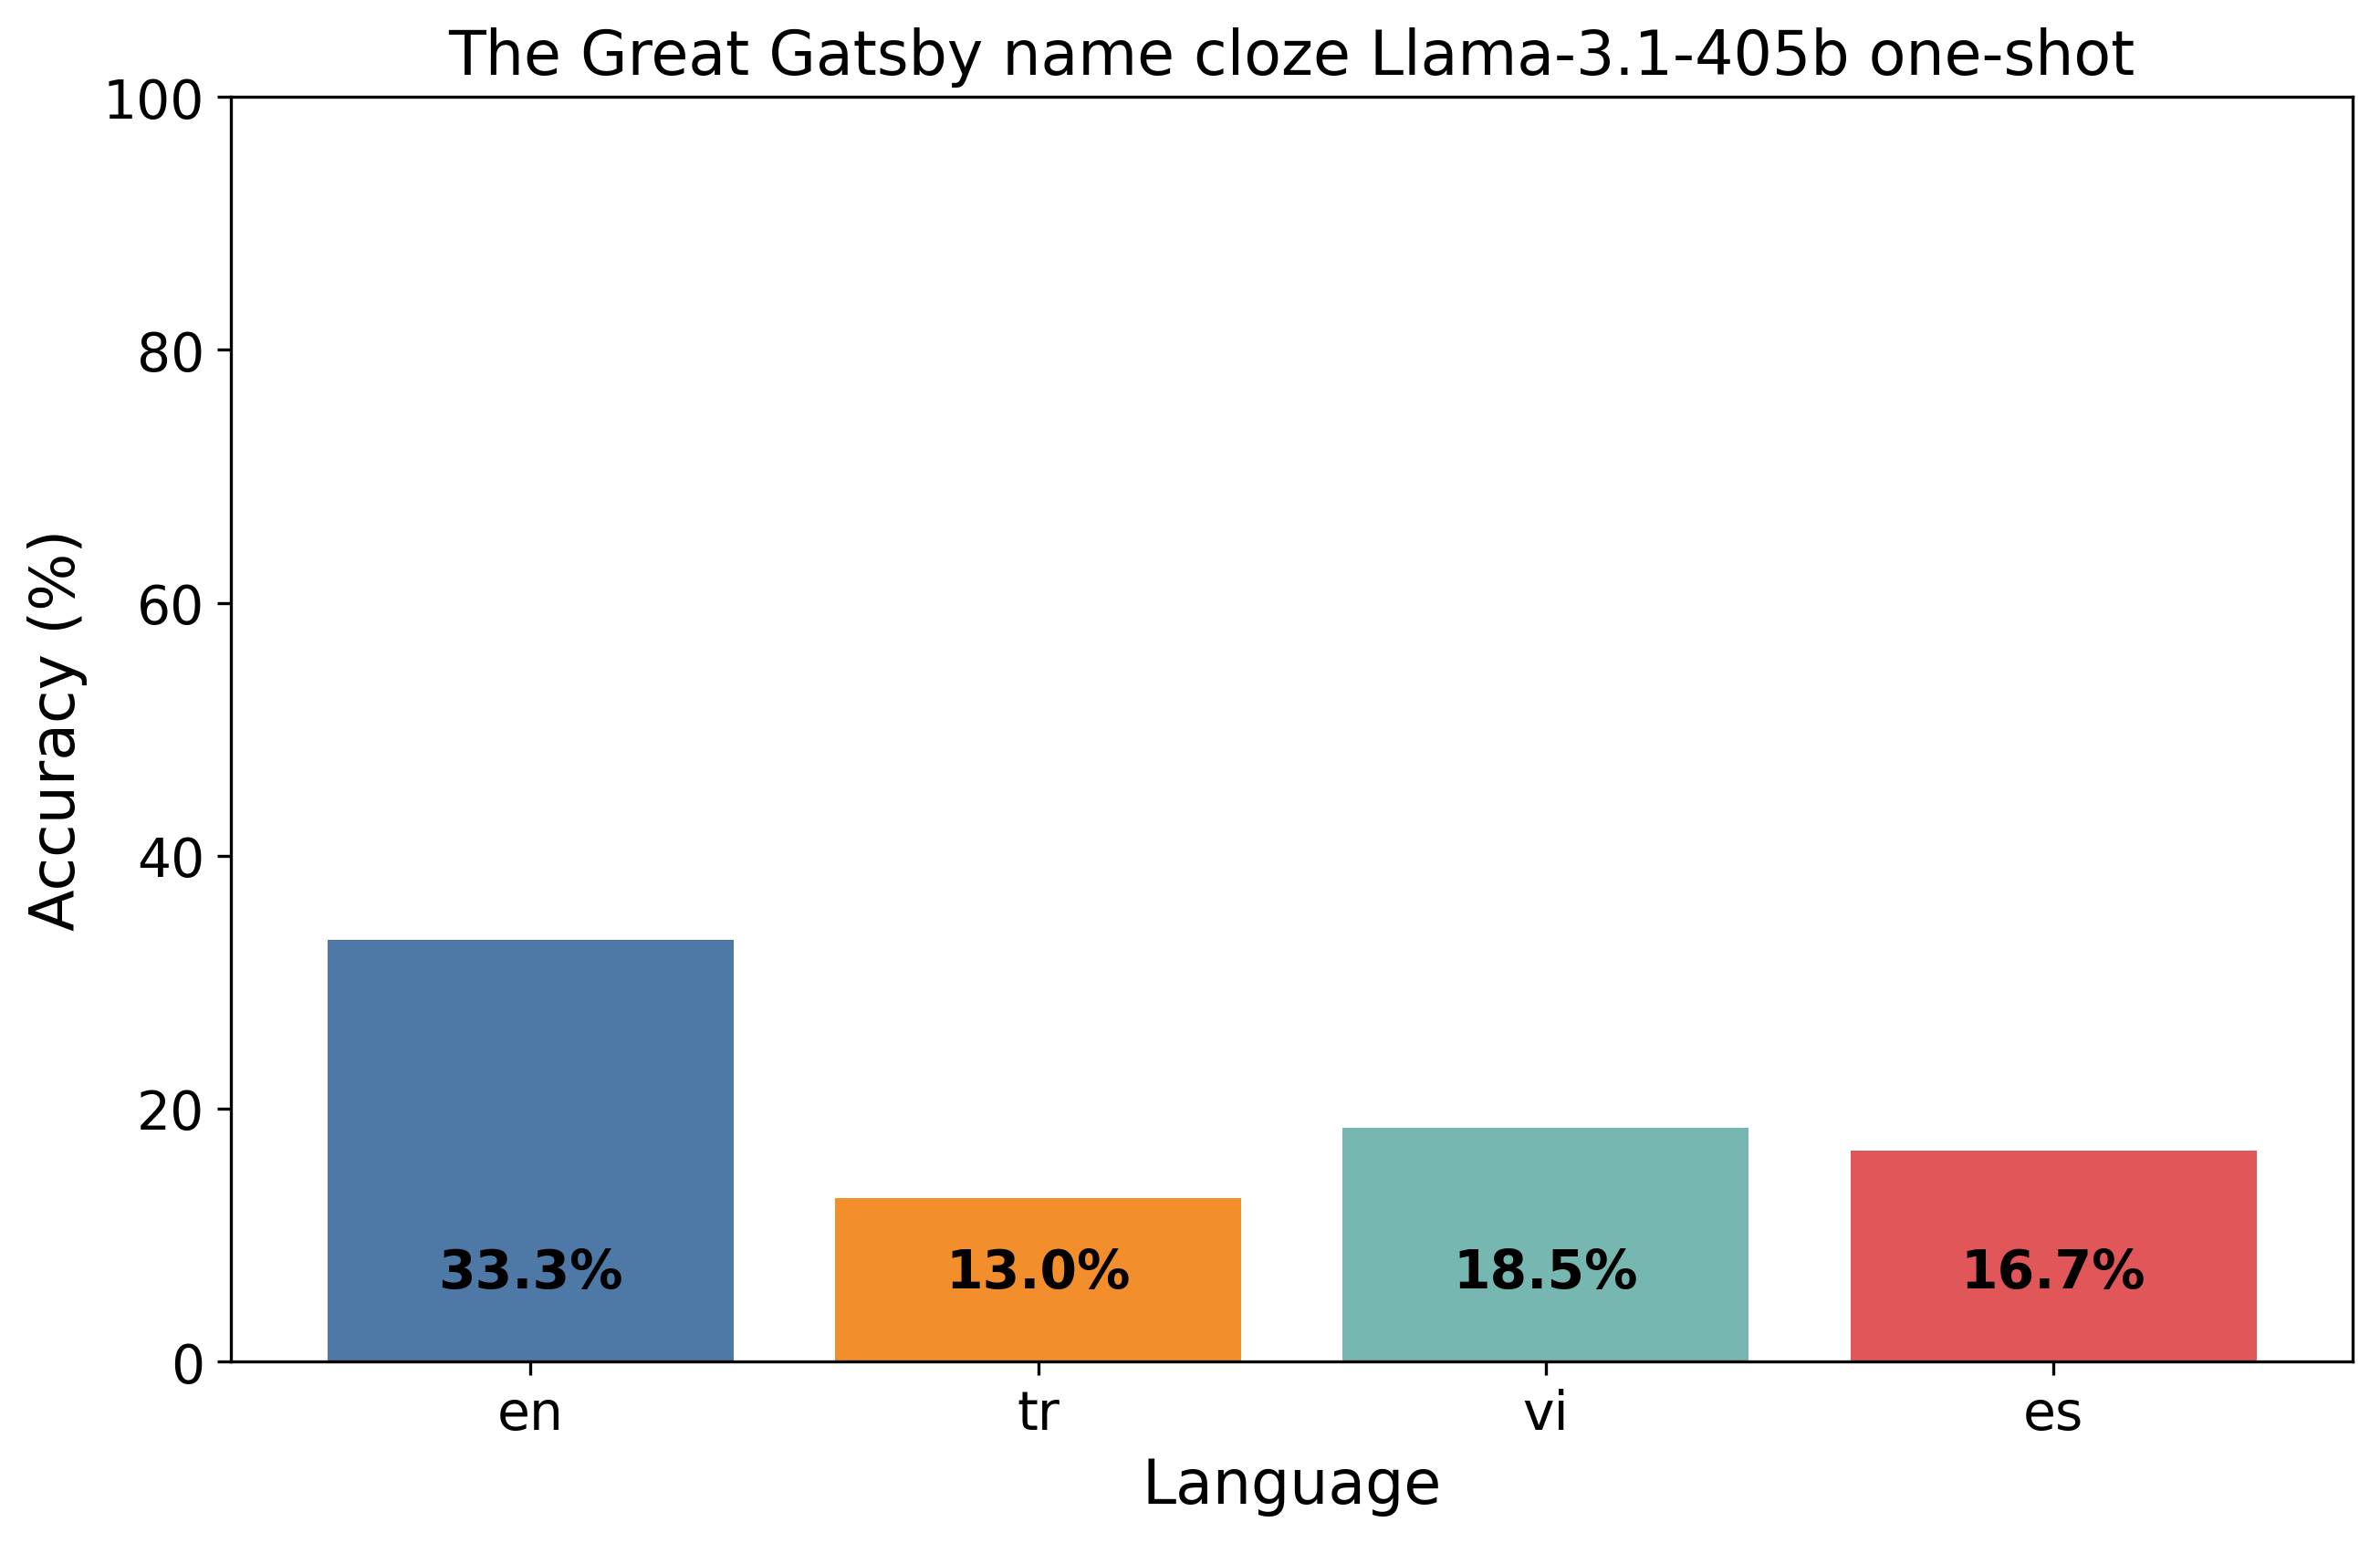 The Great Gatsby name cloze Llama-3.1-405b one-shot
Accuracy (%)
100
80
60
40
20
0
33.3%
13.0%
18.5%
16.7%
en
tr
vi
es
Language